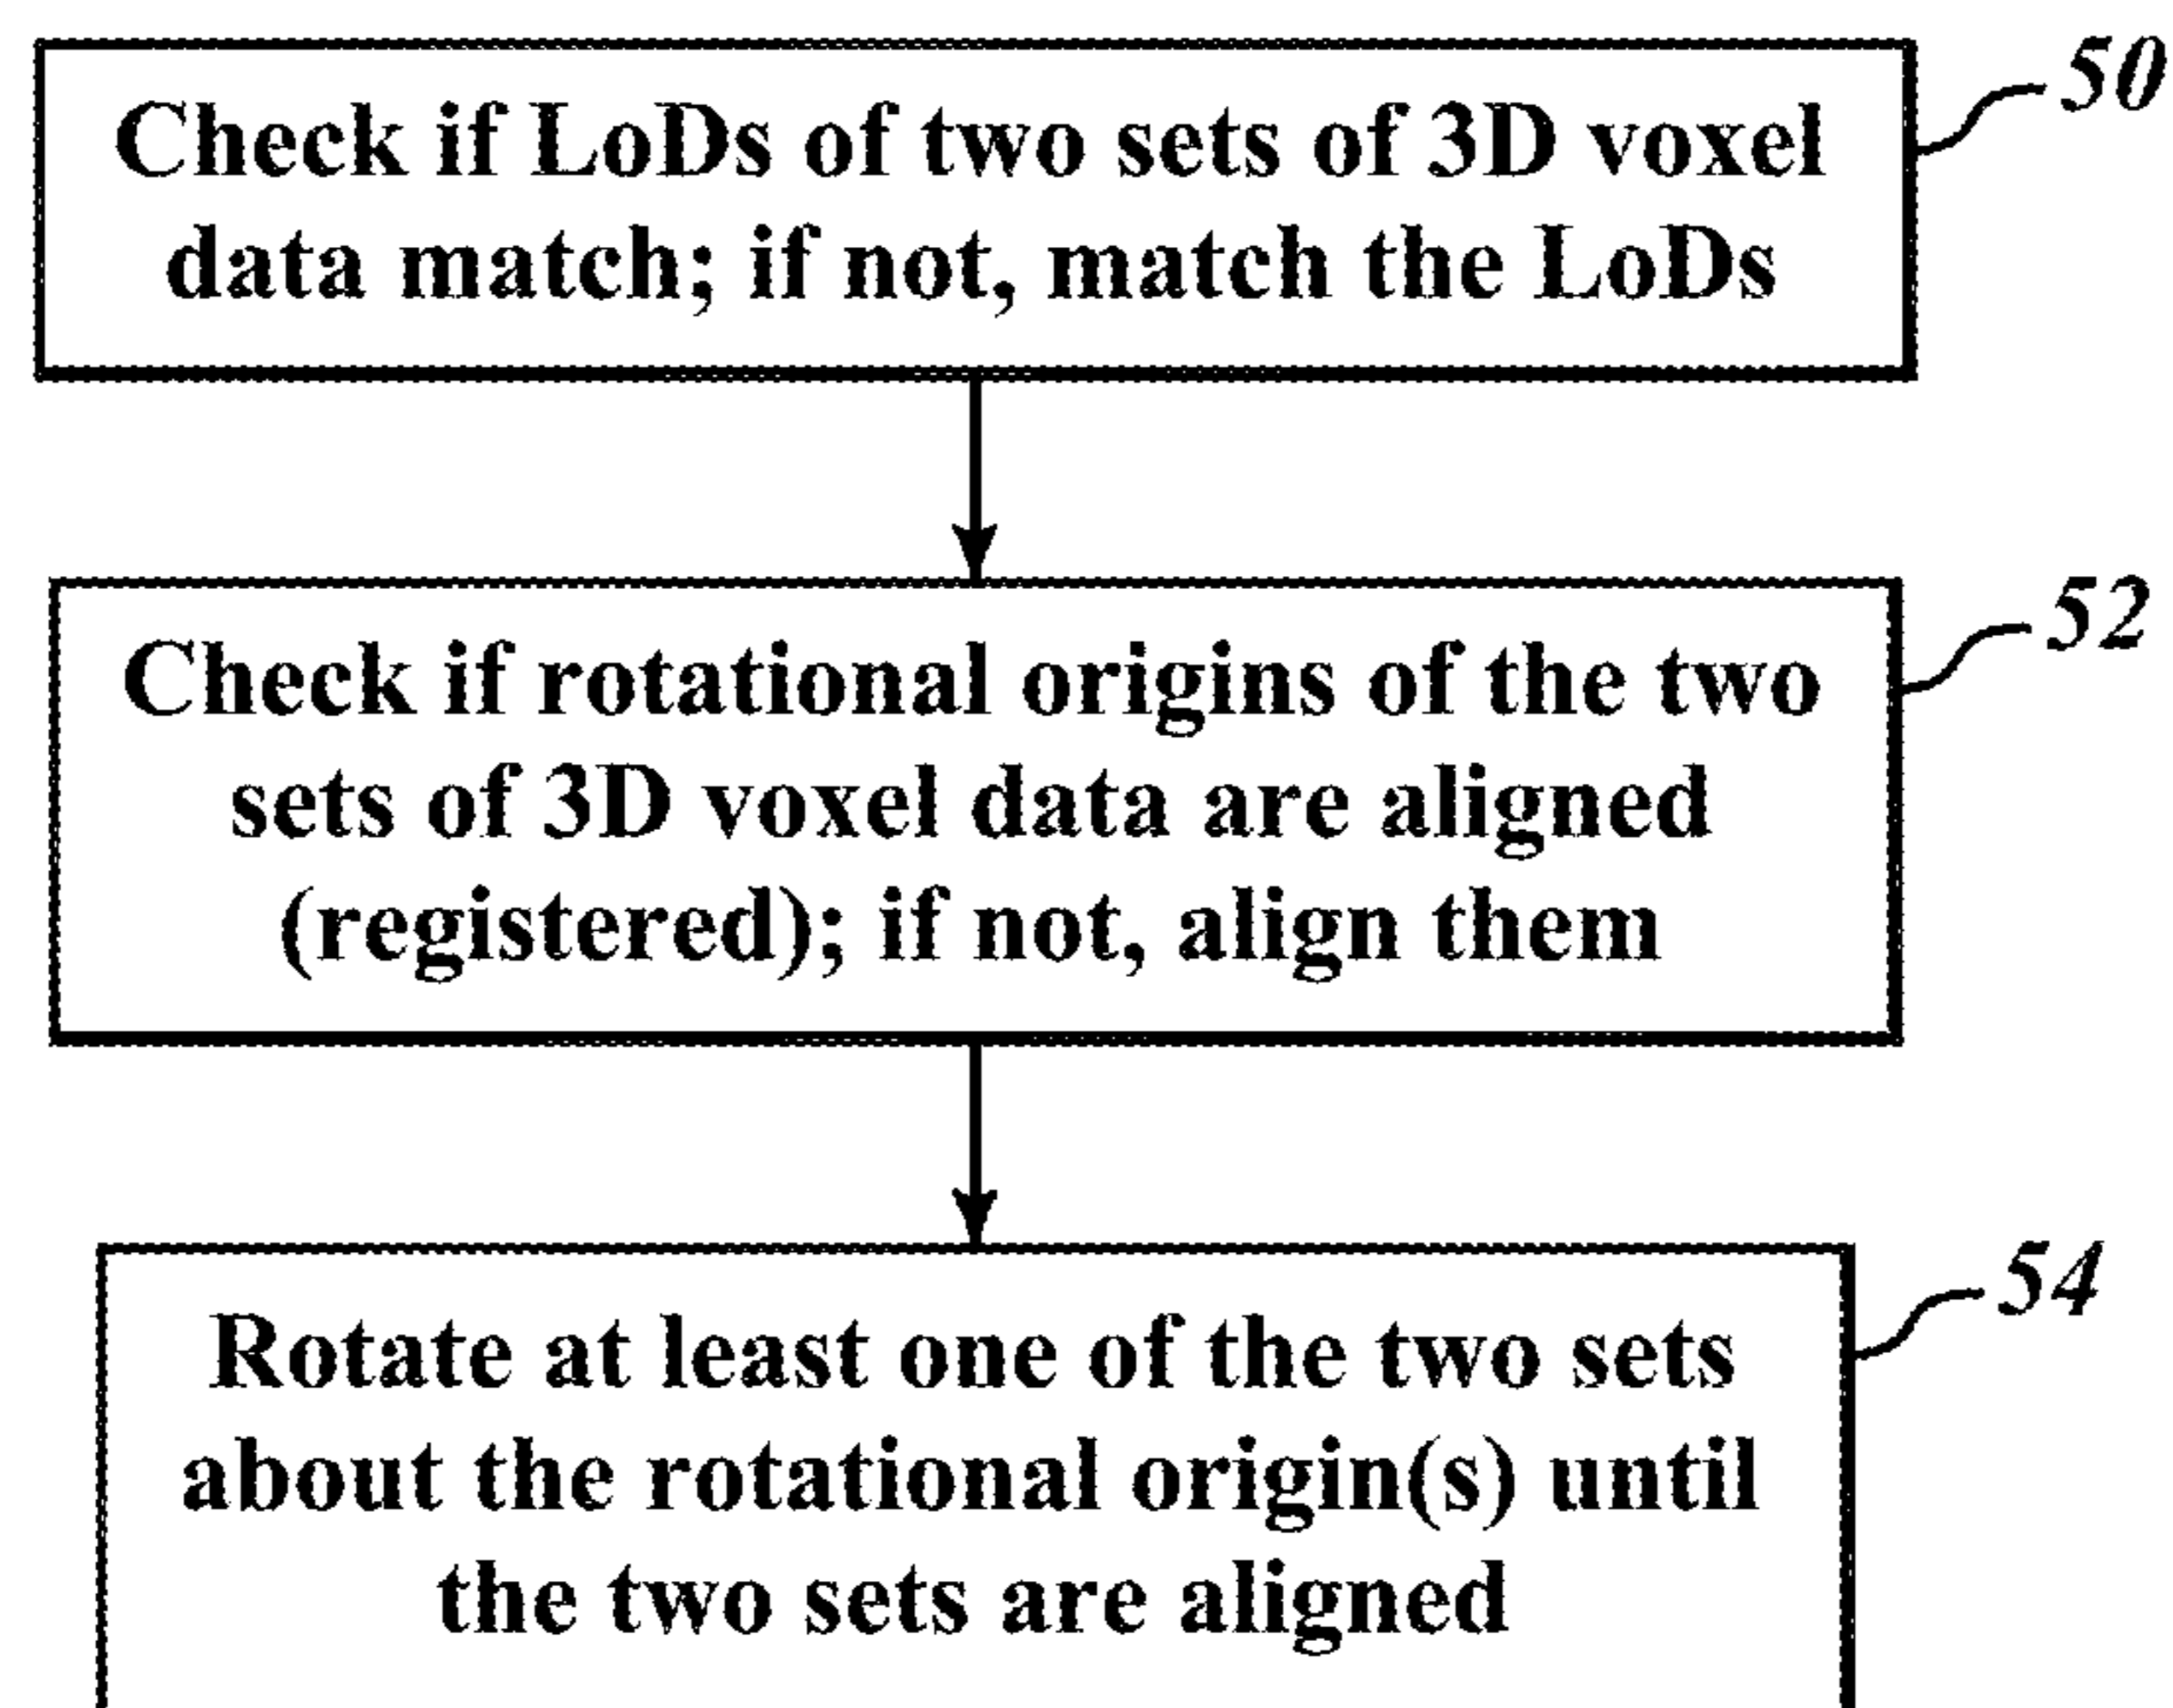 Check if LoDs of two sets of 3D voxel
data match; if not, match the LoDs
50
Check if rotational origins of the two
sets of 3D voxel data are aligned
(registered); if not, align them
52
Rotate at least one of the two sets
about the rotational origin(s) until
the two sets are aligned
54